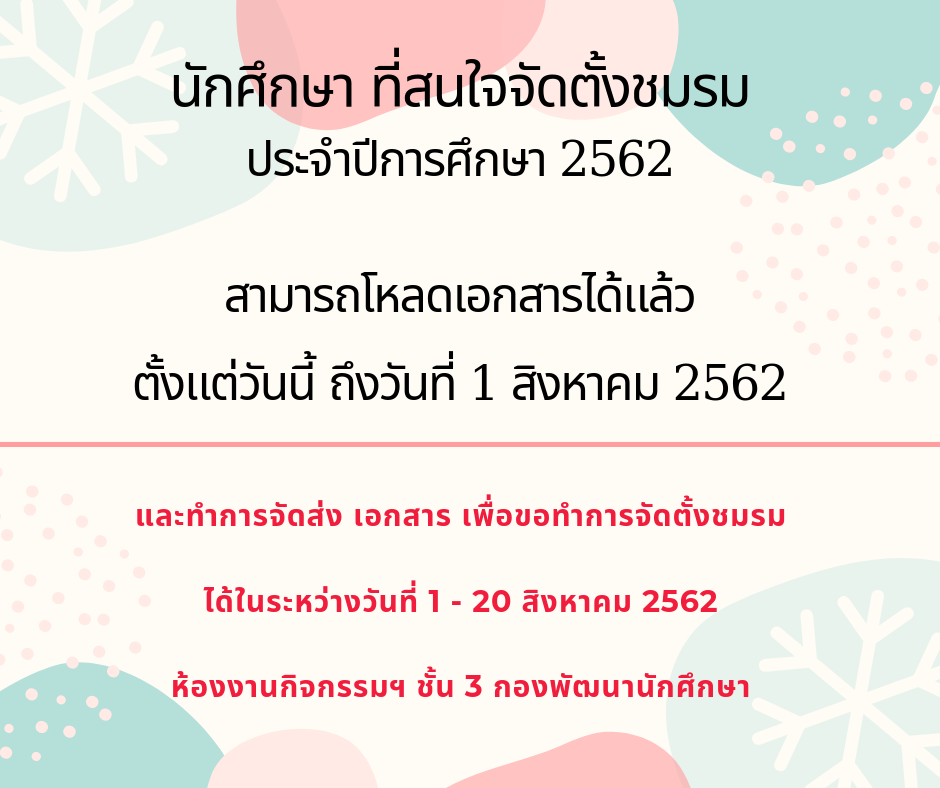 นักศึกษา ที่สนใจจัดตั้งชมรม
ประจำปีการศึกษา 2562
สามารถโหลดเอกสารได้แล้ว
ตั้งแต่วันนี้ ถึงวันที่ 1 สิงหาคม 2562
และทำการจัดส่ง เอกสาร เพื่อขอทำการจัดตั้งชมรม
ได้ในระหว่างวันที่ 1 - 20 สิงหาคม 2562
ห้องงานกิจกรรมฯ ชั้น 3 กองพัฒนานักศึกษา